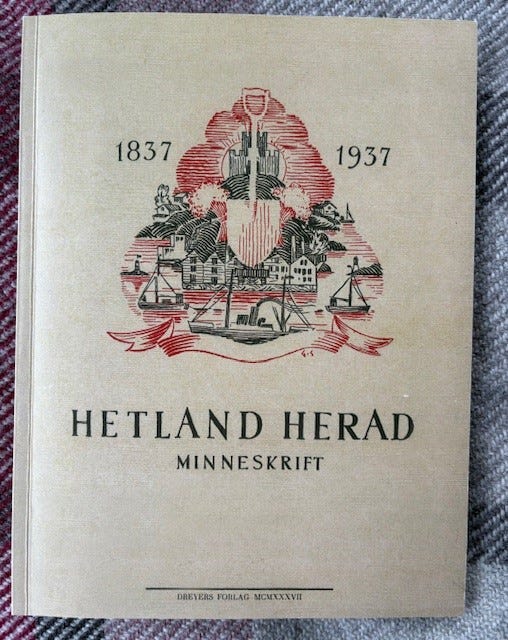 1837 1937
HETLAND HERAD
MINNESKRIFT
DREYERS FORLAG MCMXXXVII